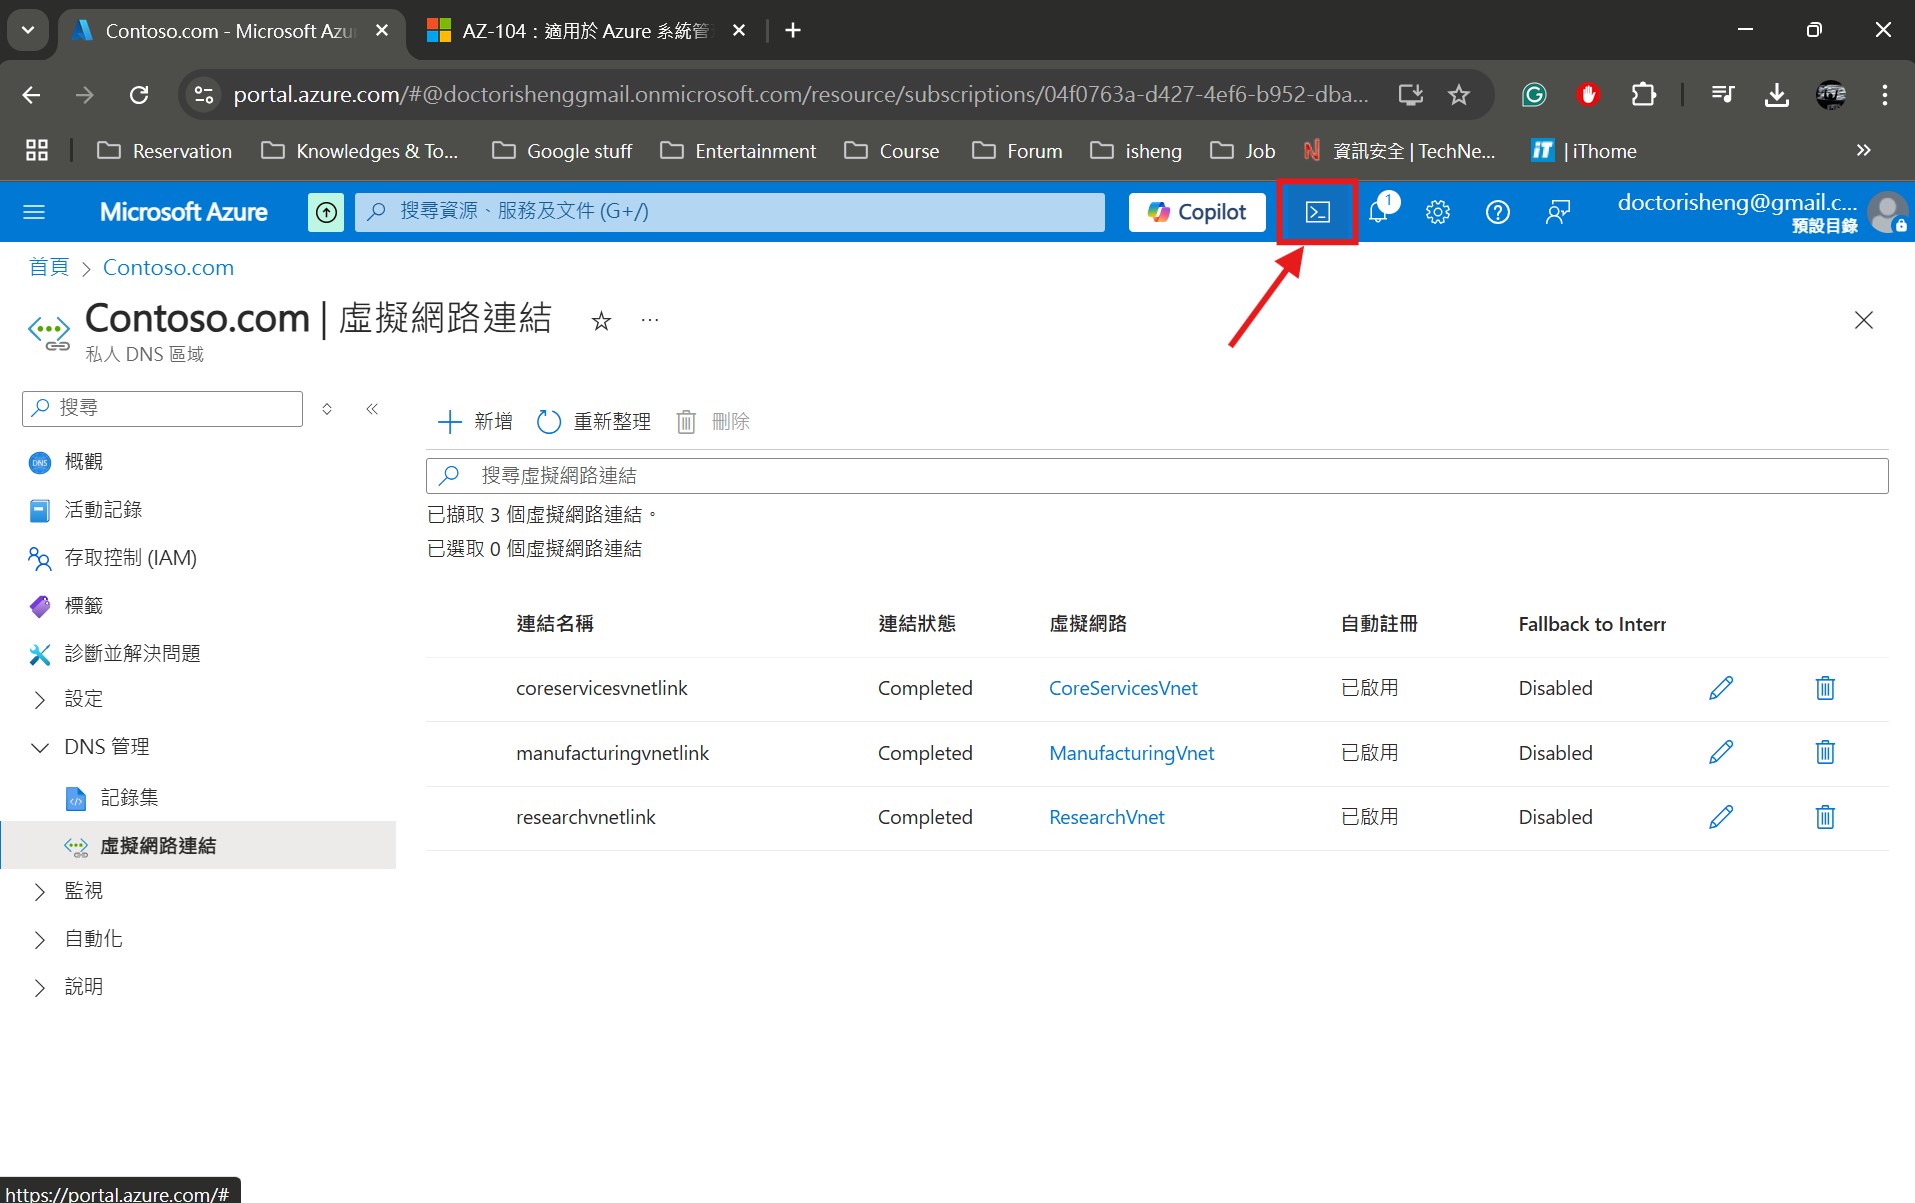 Contoso.com - Microsoft Azu
AZ-104：適用於 Azure 系統管
portal.azure.com/#@doctorishenggmail.onmicrosoft.com/resource/subscriptions/04f0763a-d427-4ef6-b952-dba...
Reservation
Knowledges & To...
Google stuff
Entertainment
Course
Forum
isheng
Job
資訊安全 | TechNe...
iT
| iThome
Microsoft Azure
搜尋資源、服務及文件 (G+/)
Copilot
1
doctorisheng@gmail.c...
預設目錄
首頁 > Contoso.com
Contoso.com | 虛擬網路連結
私人 DNS 區域
搜尋
新增
重新整理
刪除
DNS
概觀
活動記錄
存取控制 (IAM)
標籤
診斷並解決問題
設定
DNS 管理
記錄集
虛擬網路連結
監視
自動化
說明
搜尋虛擬網路連結
已擷取 3 個虛擬網路連結。
已選取 0 個虛擬網路連結
連結名稱 連結狀態 虛擬網路 自動註冊 Fallback to Interr
coreservicesvnetlink Completed CoreServicesVnet 已啟用 Disabled
manufacturingvnetlink Completed ManufacturingVnet 已啟用 Disabled
researchvnetlink Completed ResearchVnet 已啟用 Disabled
https://portal.azure.com/#